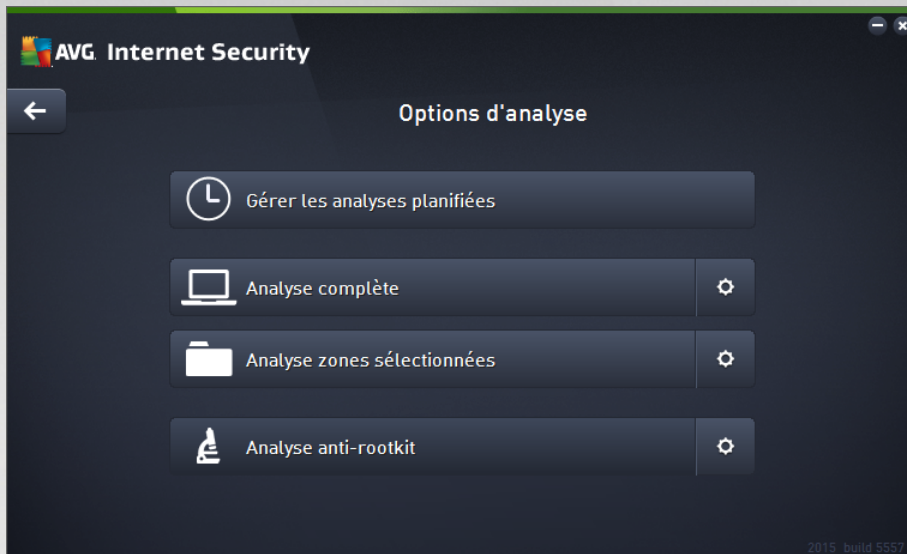 AVG. Internet Security
Options d'analyse
Gérer les analyses planifiées
Analyse complète
Analyse zones sélectionnées
Analyse anti-rootkit
2015 build 5557